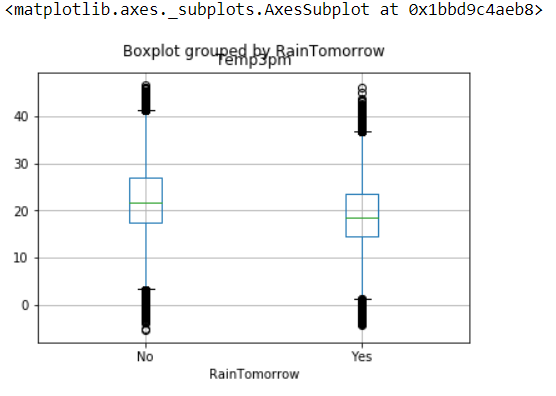 <matplotlib.axes._subplots.AxesSubplot at 0x1bbd9c4aeb8>
Boxplot grouped by RainTomorrow
Temp3pm
40
30
20
10
0
No Yes
RainTomorrow